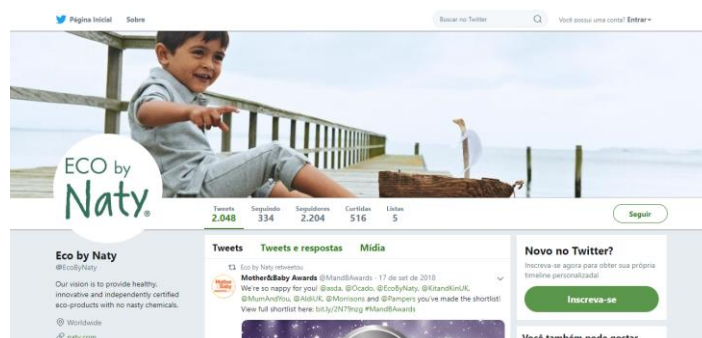 Página Inicial Sobre
Buscar no Twitter
Você possui uma conta? Entrar
ECO by
Naty®
Tweets Seguindo Seguidores Curtidas Listas
2.048 334 2.204 516 5
Seguir
Eco by Naty
@EcoByNaty
Our vision is to provide healthy,
innovative and independently certified
eco-products with no nasty chemicals.
Worldwide
naty.com
Tweets Tweets e respostas Mídia
Eco by Naty retweetou
Mother&Baby Awards @MandBAwards · 17 de set de 2018
We're so nappy for you! @asda, @Ocado, @EcoByNaty, @KitandKinUK,
@MumAndYou, @AldiUK, @Morrisons and @Pampers you've made the shortlist!
View full shortlist here: bit.ly/2N79nzg #MandBAwards
Novo no Twitter?
Inscreva-se agora para obter sua própria
timeline personalizada!
Inscreva-se
Você também pode gostar